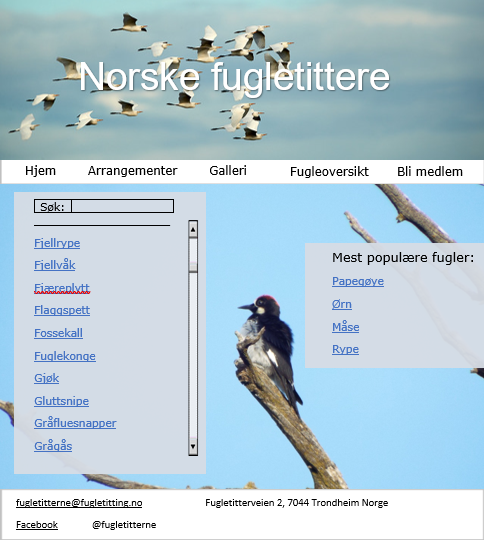 Norske fugletittere
Hjem Arrangementer Galleri Fugleoversikt Bli medlem
Søk:
Fjellrype
Fjellvåk
Fjæreplytt
Flaggspett
Fossekall
Fuglekonge
Gjøk
Gluttsnipe
Gråfluesnapper
Grågås
Mest populære fugler:
Papegøye
Ørn
Måse
Rype
fugletitterne@fugletitting.no Fugletitterveien 2, 7044 Trondheim Norge
Facebook @fugletitterne